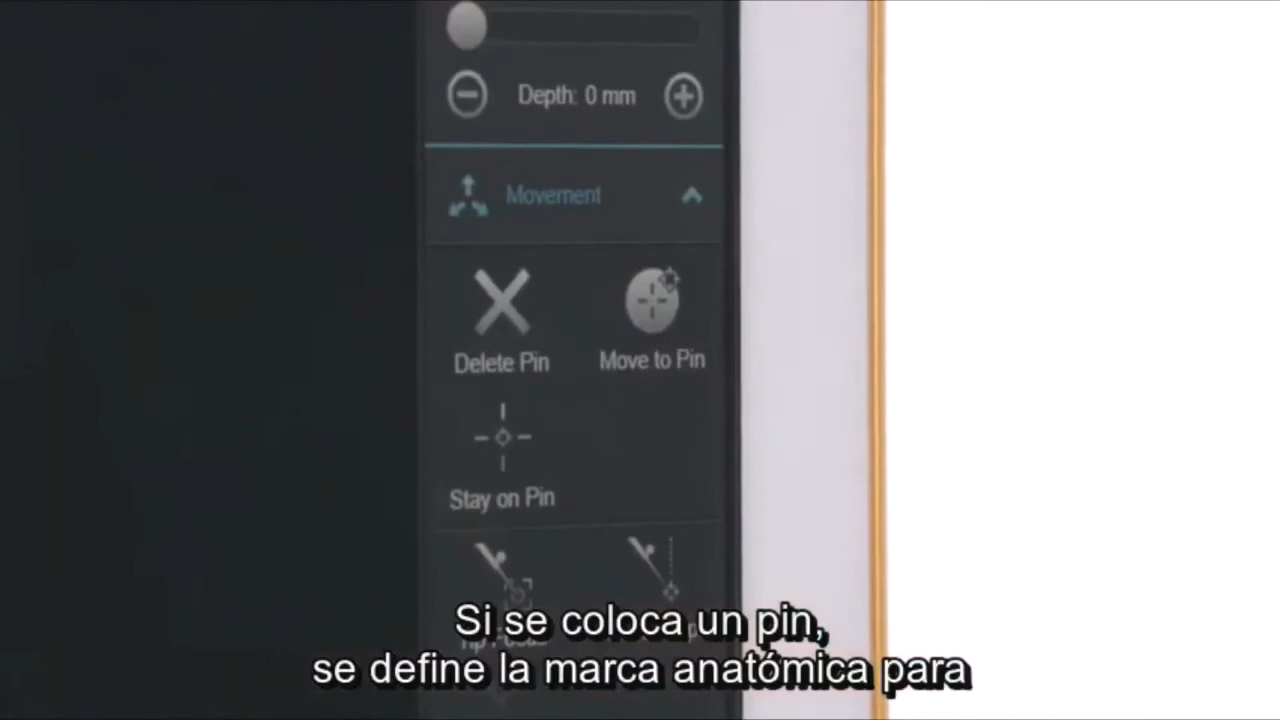 Depth: 0 mm
Movement
Delete Pin
Move to Pin
Stay on Pin
Si se coloca un pin,
se define la marca anatómica para